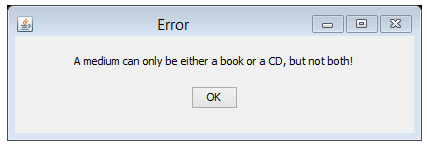 Error
A medium can only be either a book or a CD, but not both!
OK